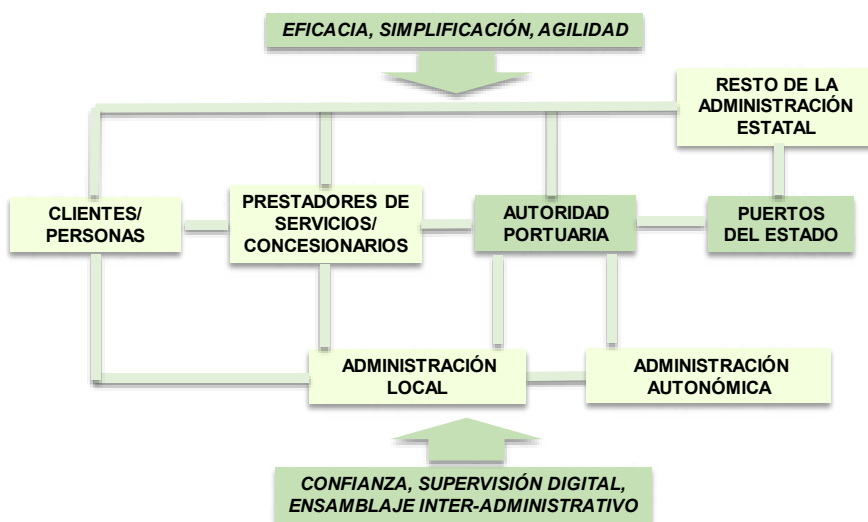 EFICACIA, SIMPLIFICACIÓN, AGILIDAD
RESTO DE LA
ADMINISTRACIÓN
ESTATAL
CLIENTES/
PERSONAS
PRESTADORES DE
SERVICIOS/
CONCESIONARIOS
AUTORIDAD
PORTUARIA
PUERTOS
DEL ESTADO
ADMINISTRACIÓN
LOCAL
ADMINISTRACIÓN
AUTONÓMICA
CONFIANZA, SUPERVISIÓN DIGITAL,
ENSAMBLAJE INTER-ADMINISTRATIVO